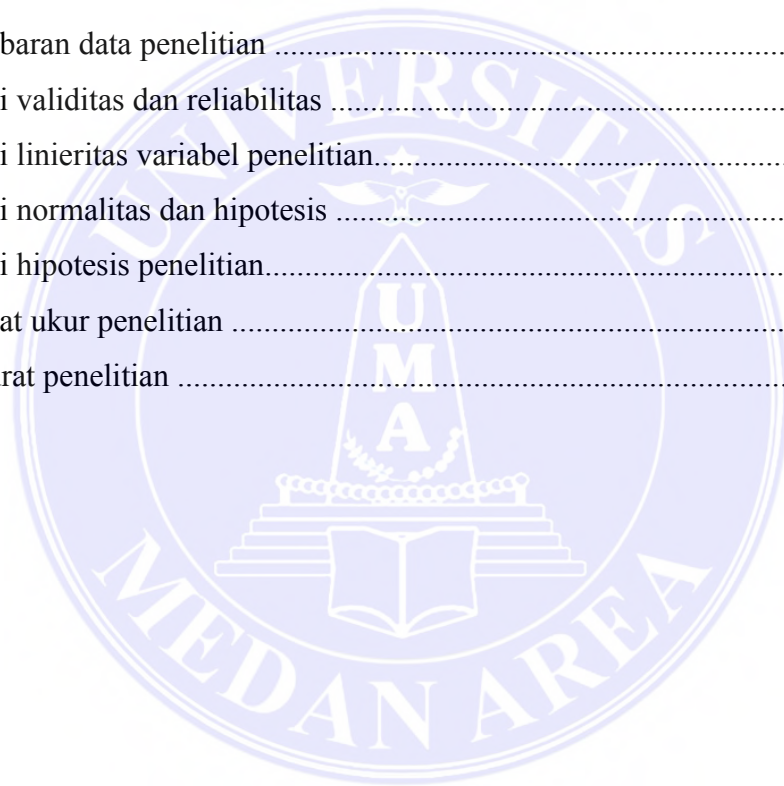 baran data penelitian ................................................................
i validitas dan reliabilitas .........................................................
i linieritas variabel penelitian....................................................
i normalitas dan hipotesis ........................................................
i hipotesis penelitian.................................................................
at ukur penelitian .....................................................................
rat penelitian ............................................................................
UNIVERSITAS
UMA
MEDAN AREA